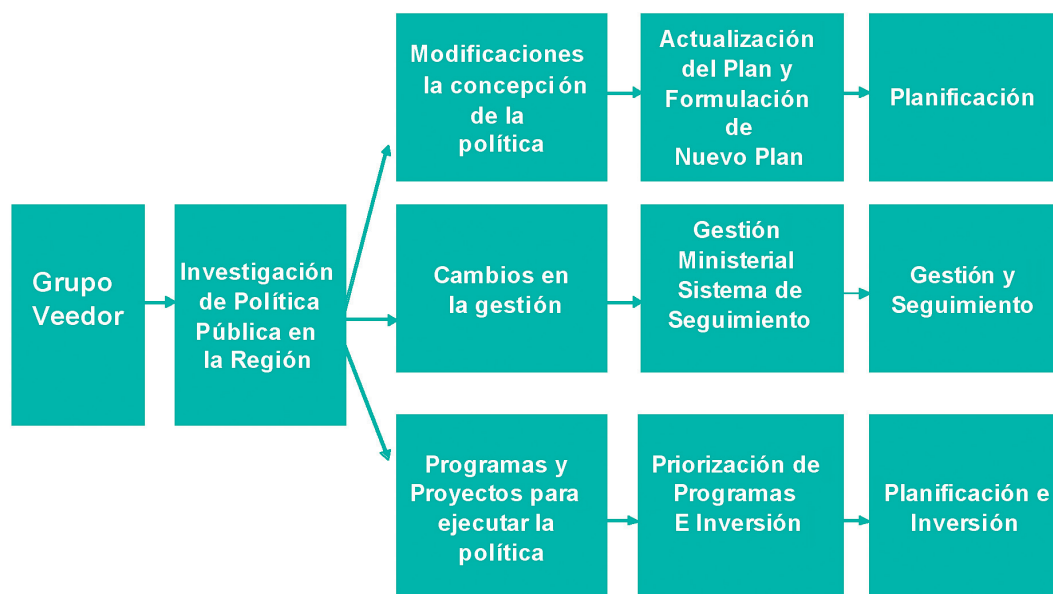 Grupo
Veedor
Investigación
de Política
Pública en
la Región
Modificaciones
la concepción
de la
política
Actualización
del Plan y
Formulación
de
Nuevo Plan
Planificación
Cambios en
la gestión
Gestión
Ministerial
Sistema de
Seguimiento
Gestión y
Seguimiento
Programas y
Proyectos para
ejecutar la
política
Priorización de
Programas
E Inversión
Planificación e
Inversión